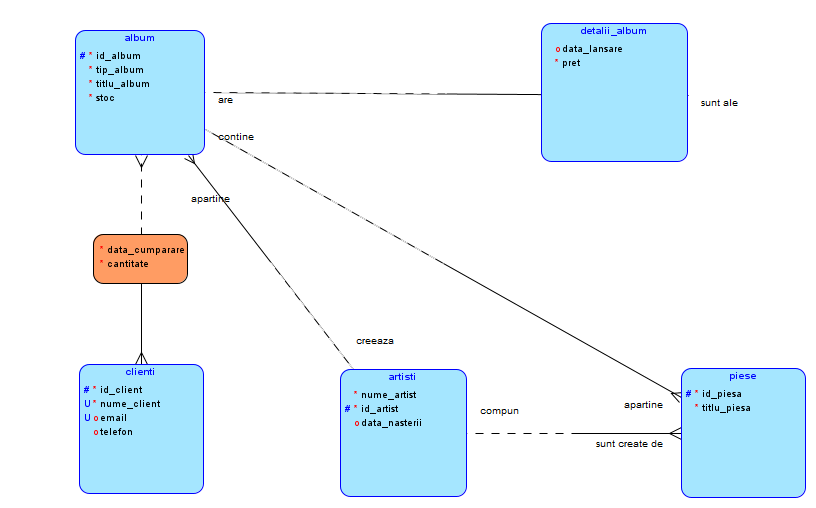 album
# * id_album
* tip_album
* titlu_album
* stoc
detalii_album
o data_lansare
* pret
are
sunt ale
contine
apartine
* data_cumparare
* cantitate
creeaza
clienti
# * id_client
U * nume_client
U o email
o telefon
artisti
* nume_artist
# * id_artist
o data_nasterii
compun
apartine
sunt create de
piese
# * id_piesa
* titlu_piesa